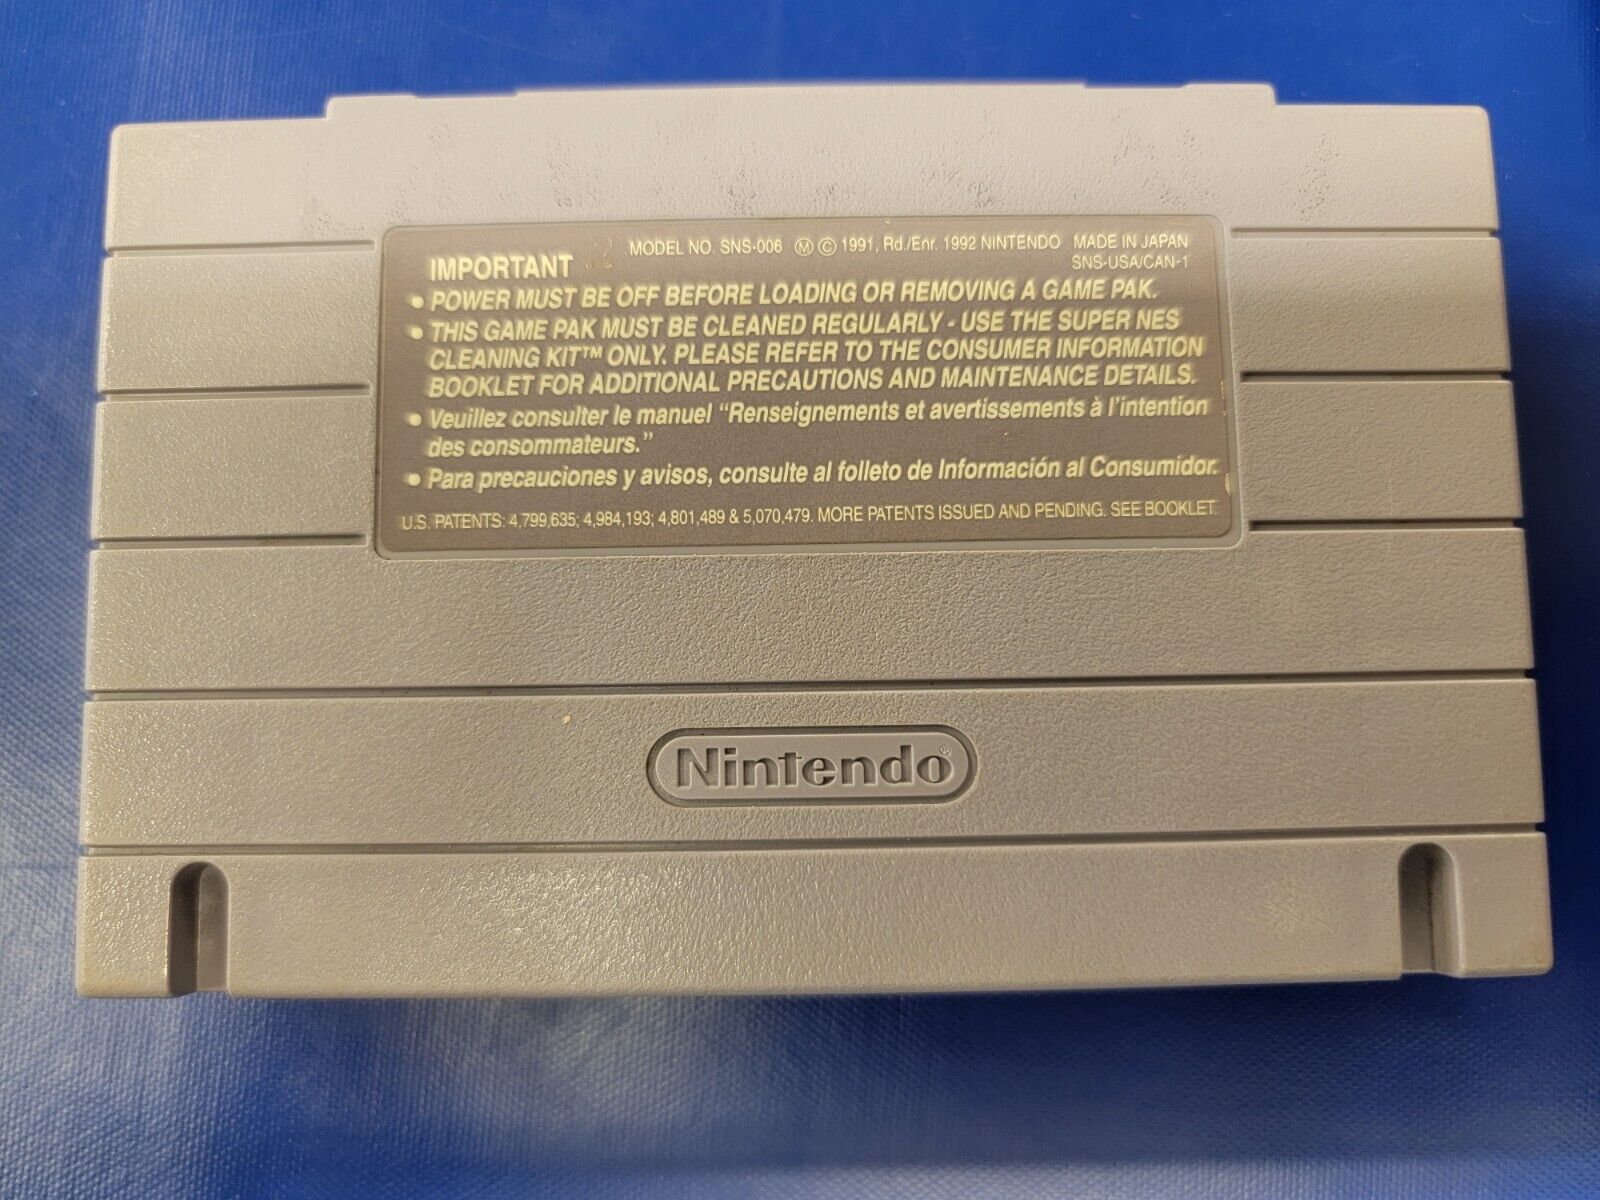 MODEL NO. SNS-006 Ⓜ © 1991, Rd./Enr. 1992 NINTENDO MADE IN JAPAN
SNS-USA/CAN-1
IMPORTANT
• POWER MUST BE OFF BEFORE LOADING OR REMOVING A GAME PAK.
• THIS GAME PAK MUST BE CLEANED REGULARLY - USE THE SUPER NES
CLEANING KIT™ ONLY. PLEASE REFER TO THE CONSUMER INFORMATION
BOOKLET FOR ADDITIONAL PRECAUTIONS AND MAINTENANCE DETAILS.
• Veuillez consulter le manuel “Renseignements et avertissements à l'intention
des consommateurs.”
• Para precauciones y avisos, consulte al folleto de Información al Consumidor.
U.S. PATENTS: 4,799,635; 4,984,193; 4,801,489 & 5,070,479. MORE PATENTS ISSUED AND PENDING. SEE BOOKLET.
Nintendo®